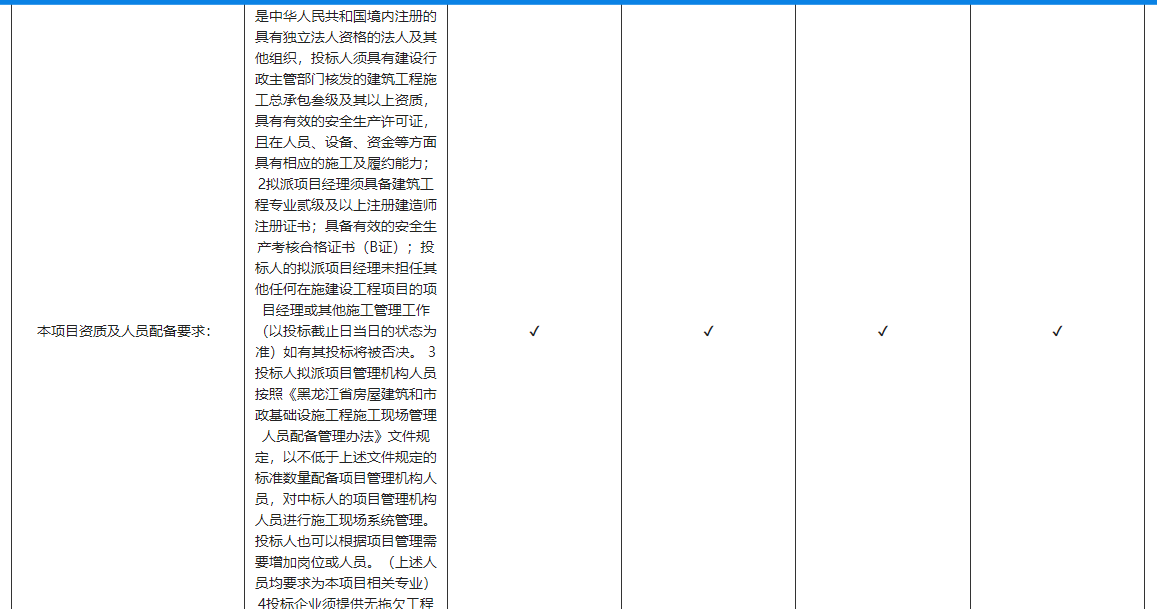 是中华人民共和国境内注册的
具有独立法人资格的法人及其
他组织，投标人须具有建设行
政主管部门核发的建筑工程施
工总承包叁级及其以上资质，
具有有效的安全生产许可证，
且在人员、设备、资金等方面
具有相应的施工及履约能力；
2拟派项目经理须具备建筑工
程专业贰级及以上注册建造师
注册证书；具备有效的安全生
产考核合格证书（B证）；投
标人的拟派项目经理未担任其
他任何在施建设工程项目的项
目经理或其他施工管理工作
本项目资质及人员配备要求：
（以投标截止日当日的状态为
✓ ✓ ✓ ✓
准）如有其投标将被否决。 3
投标人拟派项目管理机构人员
按照《黑龙江省房屋建筑和市
政基础设施工程施工现场管理
人员配备管理办法》文件规
定，以不低于上述文件规定的
标准数量配备项目管理机构人
员，对中标人的项目管理机构
人员进行施工现场系统管理。
投标人也可以根据项目管理需
要增加岗位或人员。（上述人
员均要求为本项目相关专业）
4投标企业须提供无拖欠工程